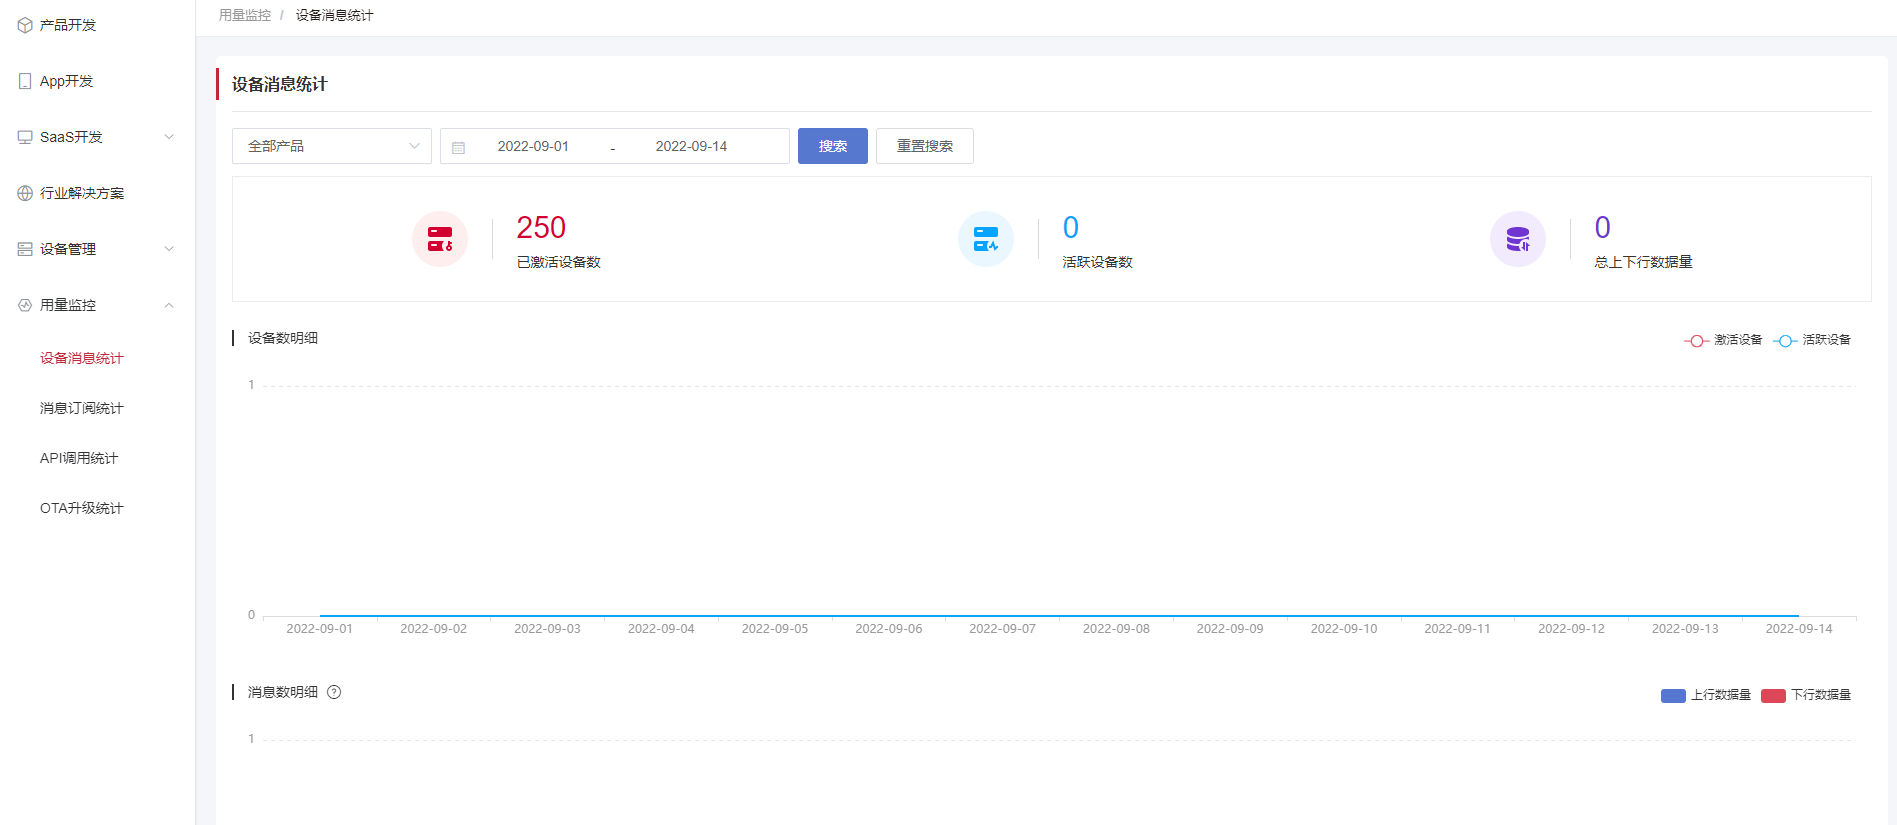 产品开发
App开发
SaaS开发
行业解决方案
设备管理
用量监控
设备消息统计
消息订阅统计
API调用统计
OTA升级统计
用量监控 / 设备消息统计
设备消息统计
全部产品 2022-09-01 - 2022-09-14 搜索 重置搜索
250
已激活设备数
0
活跃设备数
0
总上下行数据量
设备数明细 激活设备 活跃设备
1
0
2022-09-01 2022-09-02 2022-09-03 2022-09-04 2022-09-05 2022-09-06 2022-09-07 2022-09-08 2022-09-09 2022-09-10 2022-09-11 2022-09-12 2022-09-13 2022-09-14
消息数明细 ? 上行数据量 下行数据量
1